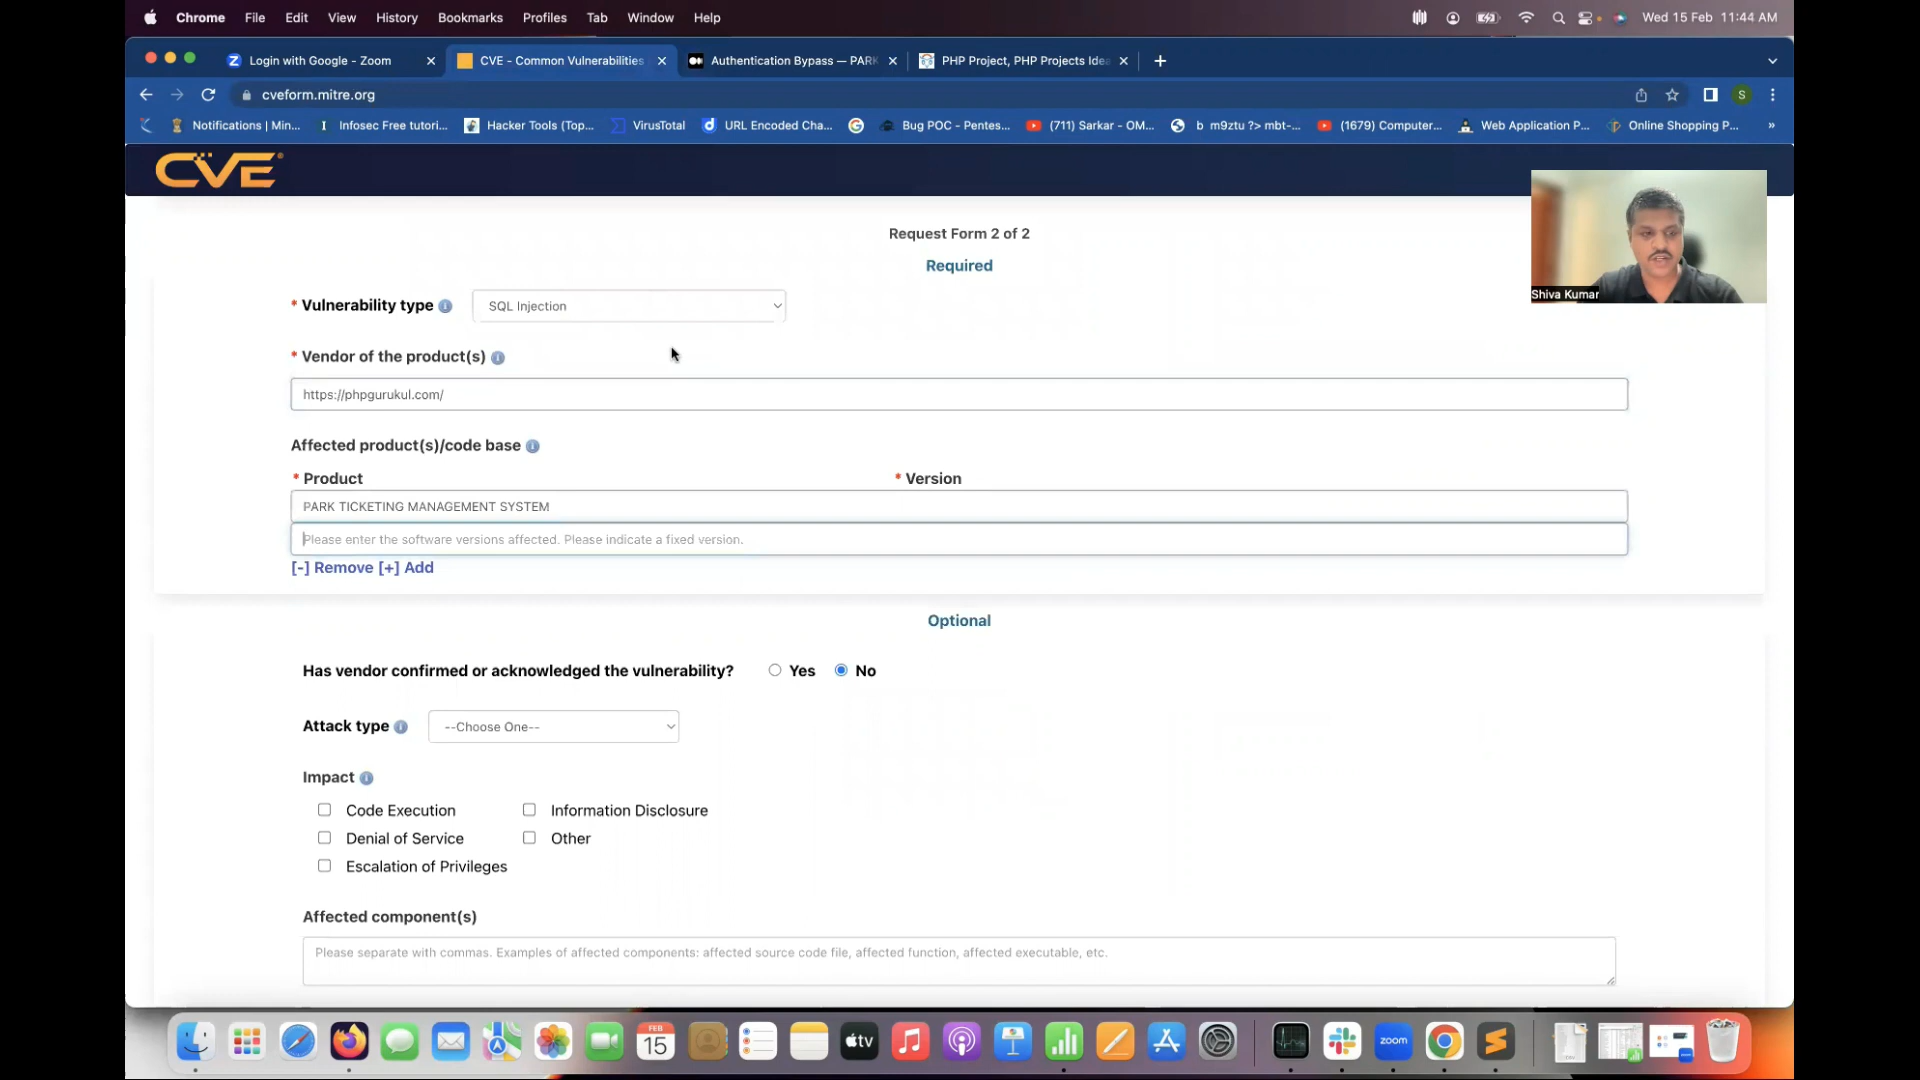 Chrome File Edit View History Bookmarks Profiles Tab Window Help Wed 15 Feb 11:44 AM
Login with Google - Zoom CVE - Common Vulnerabilities Authentication Bypass — PARK PHP Project, PHP Projects Idea
cveform.mitre.org S
Notifications | Min... Infosec Free tutori... Hacker Tools (Top... VirusTotal URL Encoded Cha... Bug POC - Pentes... (711) Sarkar - OM... b m9ztu ?> mbt-... (1679) Computer... Web Application P... Online Shopping P... »
CVE®
Request Form 2 of 2
Required
Shiva Kumar
* Vulnerability type SQL Injection
* Vendor of the product(s)
https://phpgurukul.com/
Affected product(s)/code base
* Product * Version
PARK TICKETING MANAGEMENT SYSTEM
Please enter the software versions affected. Please indicate a fixed version.
[-] Remove [+] Add
Optional
Has vendor confirmed or acknowledged the vulnerability? Yes No
Attack type --Choose One--
Impact
Code Execution Information Disclosure
Denial of Service Other
Escalation of Privileges
Affected component(s)
Please separate with commas. Examples of affected components: affected source code file, affected function, affected executable, etc.
FEB
15
tv
zoom